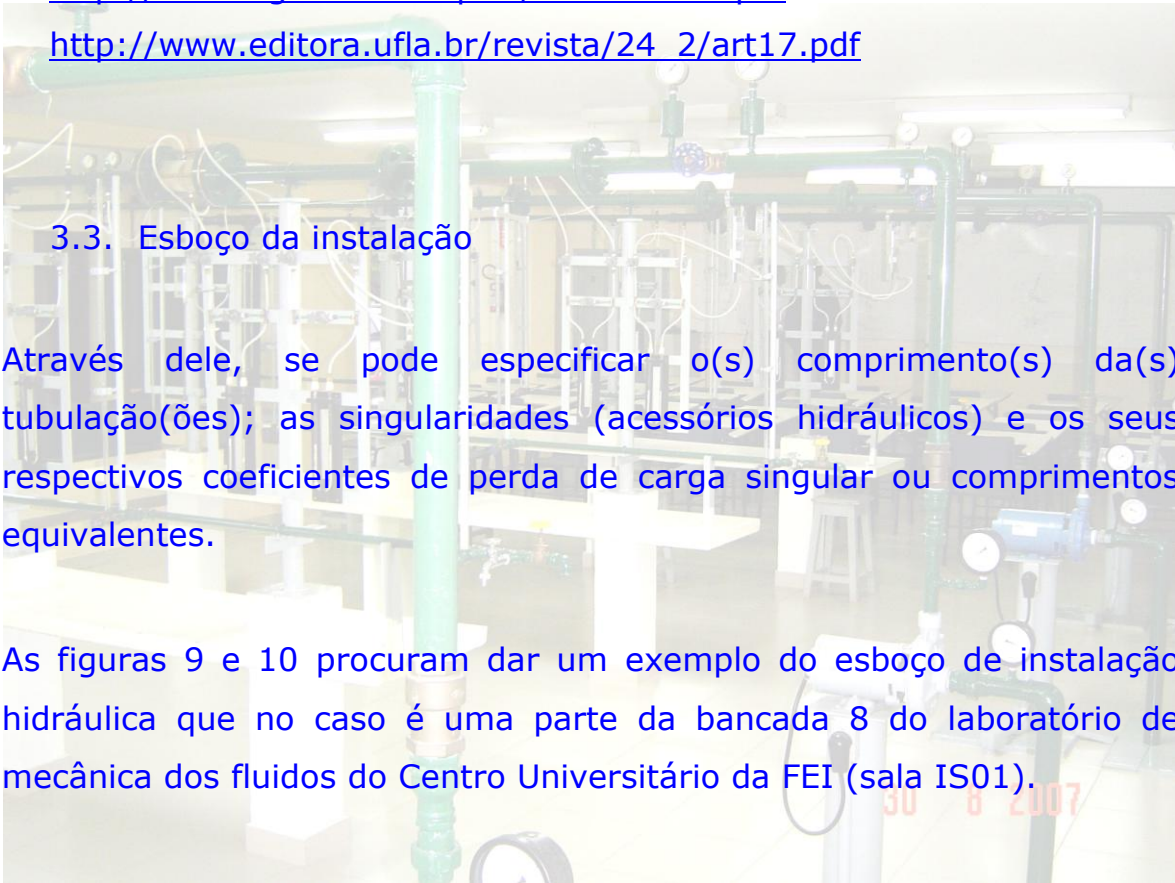 http://www.editora.ufla.br/revista/24_2/art17.pdf
3.3. Esboço da instalação
Através dele, se pode especificar o(s) comprimento(s) da(s)
tubulação(ões); as singularidades (acessórios hidráulicos) e os seus
respectivos coeficientes de perda de carga singular ou comprimentos
equivalentes.
As figuras 9 e 10 procuram dar um exemplo do esboço de instalação
hidráulica que no caso é uma parte da bancada 8 do laboratório de
mecânica dos fluidos do Centro Universitário da FEI (sala IS01).
30 8 2007